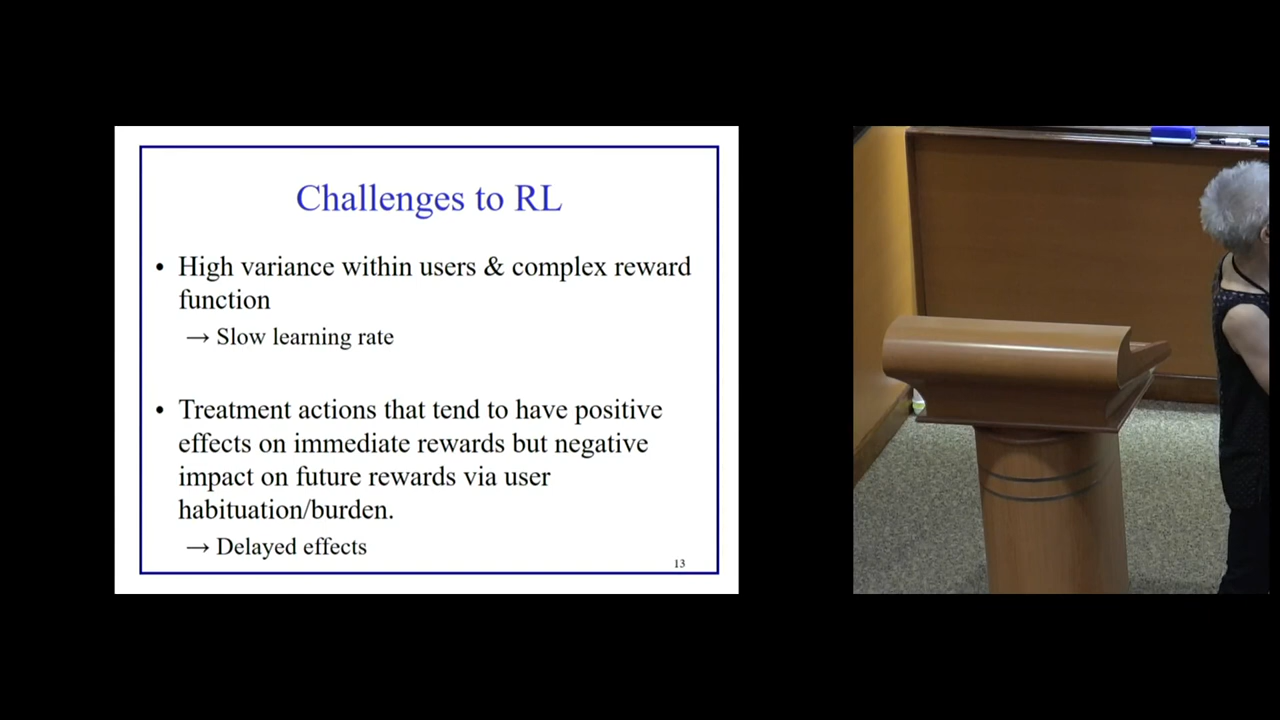 Challenges to RL
• High variance within users & complex reward
function
→ Slow learning rate
• Treatment actions that tend to have positive
effects on immediate rewards but negative
impact on future rewards via user
habituation/burden.
→ Delayed effects
13